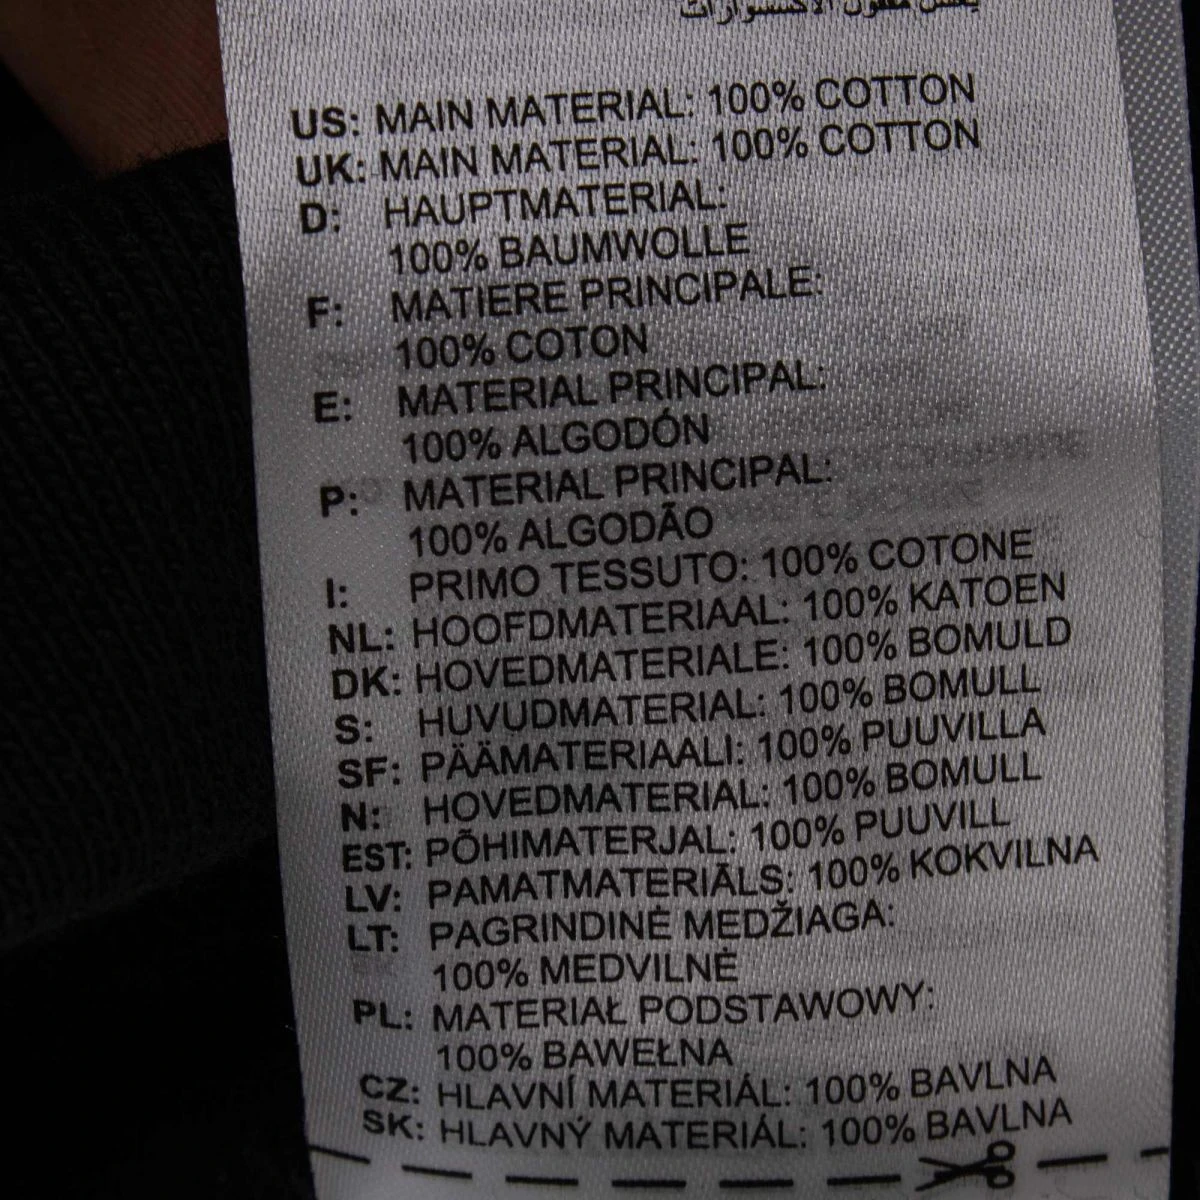 US: MAIN MATERIAL: 100% COTTON
UK: MAIN MATERIAL: 100% COTTON
D: HAUPTMATERIAL:
100% BAUMWOLLE
F: MATIERE PRINCIPALE:
100% COTON
E: MATERIAL PRINCIPAL:
100% ALGODÓN
P: MATERIAL PRINCIPAL:
100% ALGODÃO
I: PRIMO TESSUTO: 100% COTONE
NL: HOOFDMATERIAAL: 100% KATOEN
DK: HOVEDMATERIALE: 100% BOMULD
S: HUVUDMATERIAL: 100% BOMULL
SF: PÄÄMATERIAALI: 100% PUUVILLA
N: HOVEDMATERIAL: 100% BOMULL
EST: PÕHIMATERJAL: 100% PUUVILL
LV: PAMATMATERIĀLS: 100% KOKVILNA
LT: PAGRINDINĖ MEDŽIAGA:
100% MEDVILNĖ
PL: MATERIAŁ PODSTAWOWY:
100% BAWEŁNA
CZ: HLAVNÍ MATERIÁL: 100% BAVLNA
SK: HLAVNÝ MATERIÁL: 100% BAVLNA